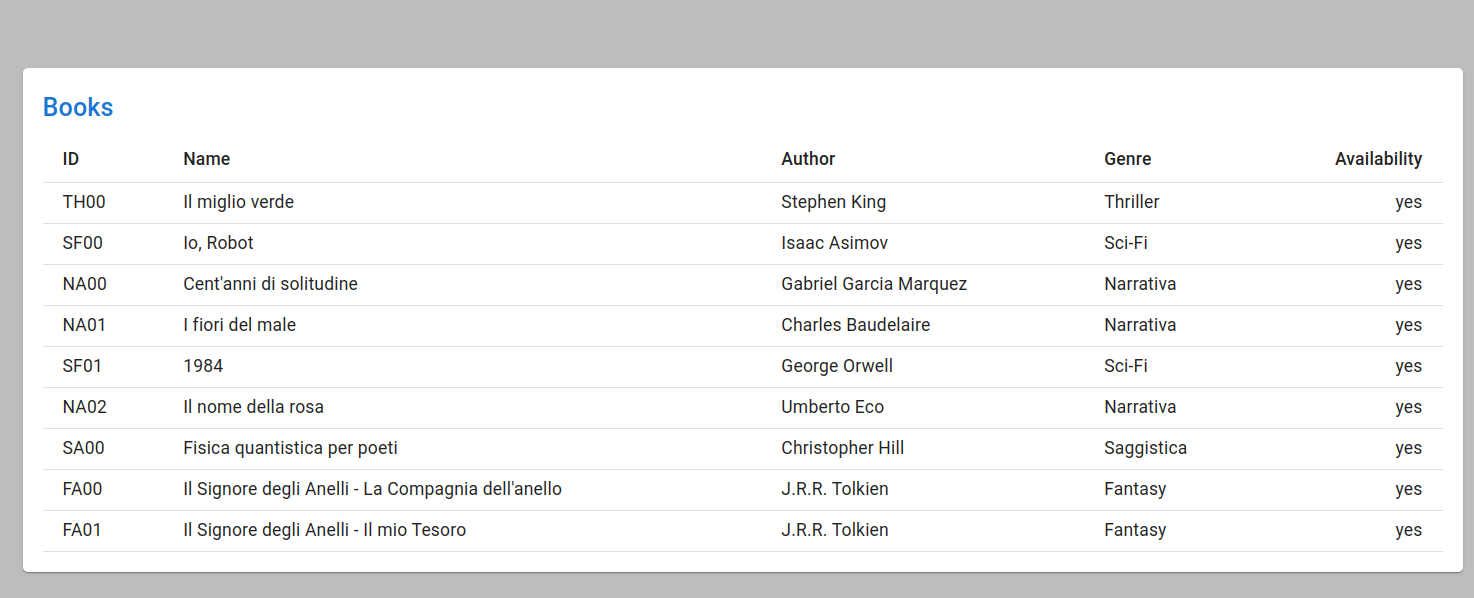 Books
ID Name Author Genre Availability
TH00 Il miglio verde Stephen King Thriller yes
SF00 Io, Robot Isaac Asimov Sci-Fi yes
NA00 Cent'anni di solitudine Gabriel Garcia Marquez Narrativa yes
NA01 I fiori del male Charles Baudelaire Narrativa yes
SF01 1984 George Orwell Sci-Fi yes
NA02 Il nome della rosa Umberto Eco Narrativa yes
SA00 Fisica quantistica per poeti Christopher Hill Saggistica yes
FA00 Il Signore degli Anelli - La Compagnia dell'anello J.R.R. Tolkien Fantasy yes
FA01 Il Signore degli Anelli - Il mio Tesoro J.R.R. Tolkien Fantasy yes